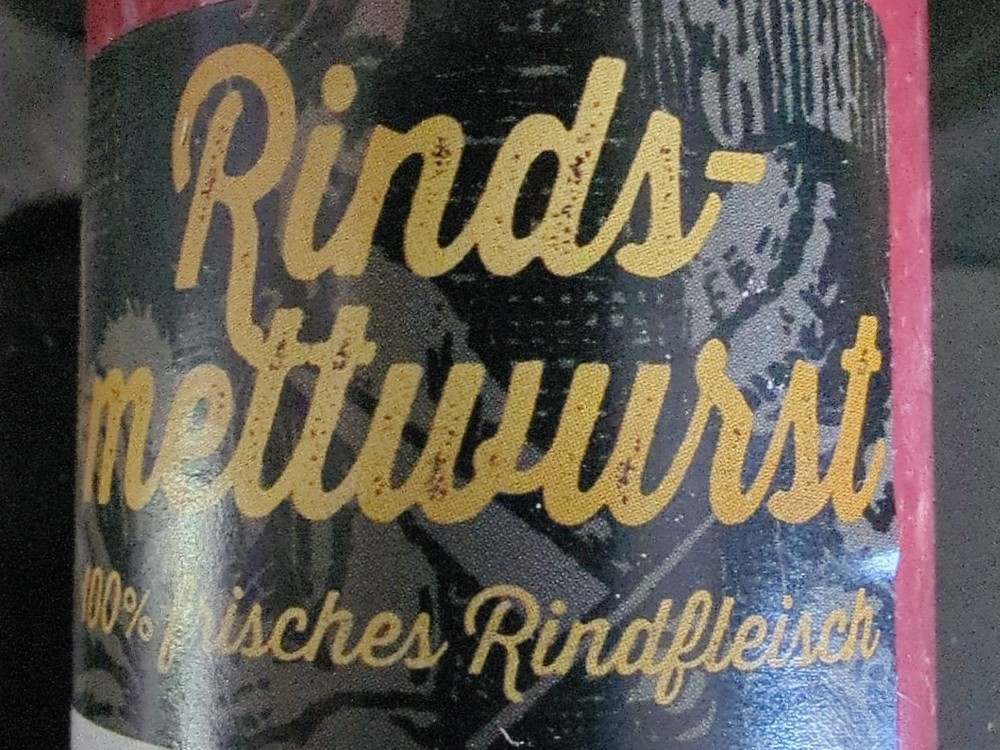 Rinds-
mettwurst
100% frisches Rindfleisch